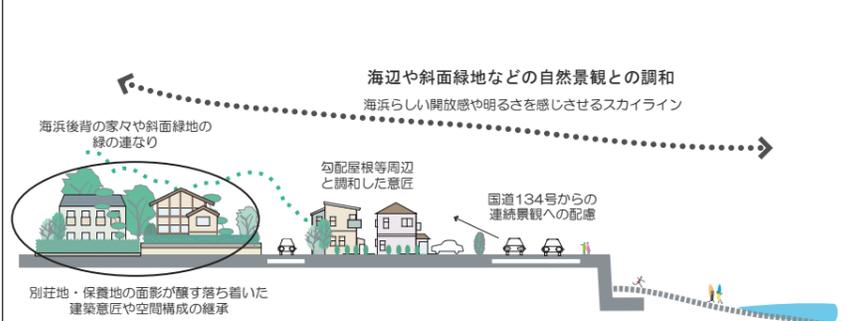 海辺や斜面緑地などの自然景観との調和
海浜らしい開放感や明るさを感じさせるスカイライン
海浜後背の家々や斜面緑地の
緑の連なり
勾配屋根等周辺
と調和した意匠
国道134号からの
連続景観への配慮
別荘地・保養地の面影が醸す落ち着いた
建築意匠や空間構成の継承